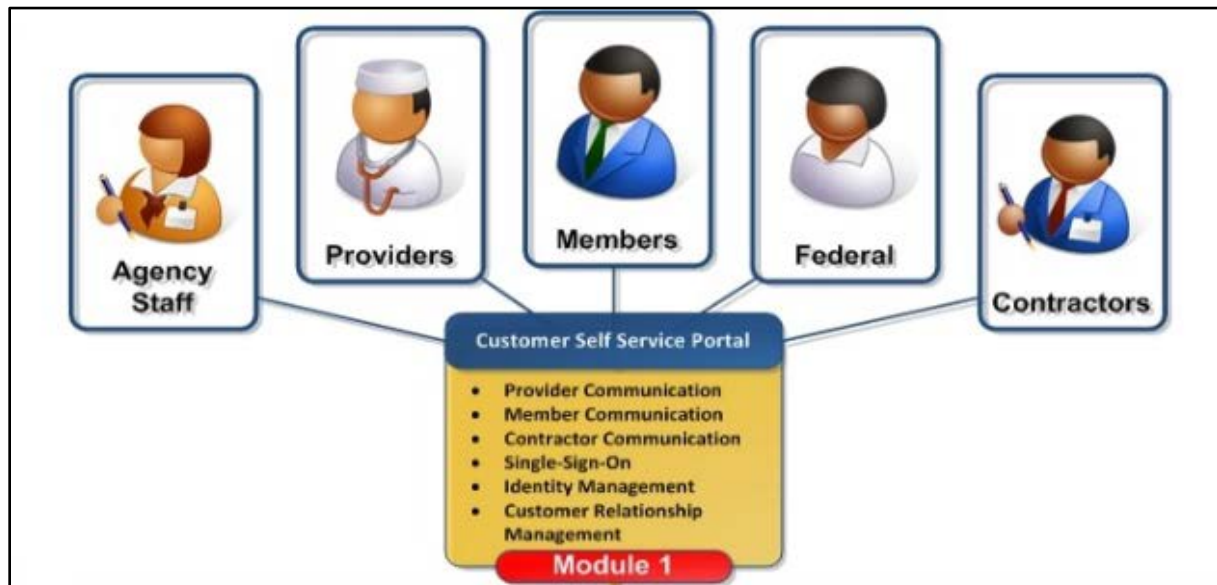 Agency
Staff
Providers
Members
Federal
Contractors
Customer Self Service Portal
• Provider Communication
• Member Communication
• Contractor Communication
• Single-Sign-On
• Identity Management
• Customer Relationship
Management
Module 1